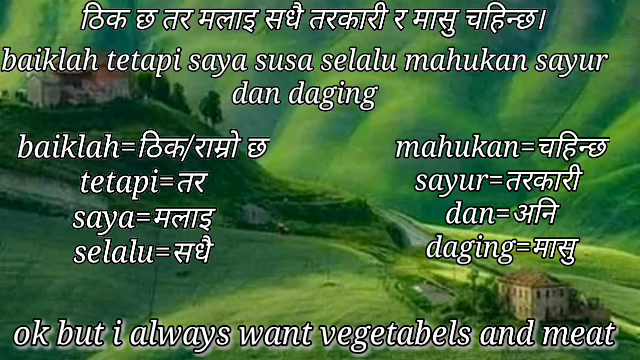 ठिक छ तर मलाइ सधै तरकारी र मासु चहिन्छ।
baiklah tetapi saya susa selalu mahukan sayur
dan daging
baiklah=ठिक/राम्रो छ
tetapi=तर
saya=मलाइ
selalu=सधै
mahukan=चहिन्छ
sayur=तरकारी
dan=अनि
daging=मासु
ok but i always want vegetabels and meat